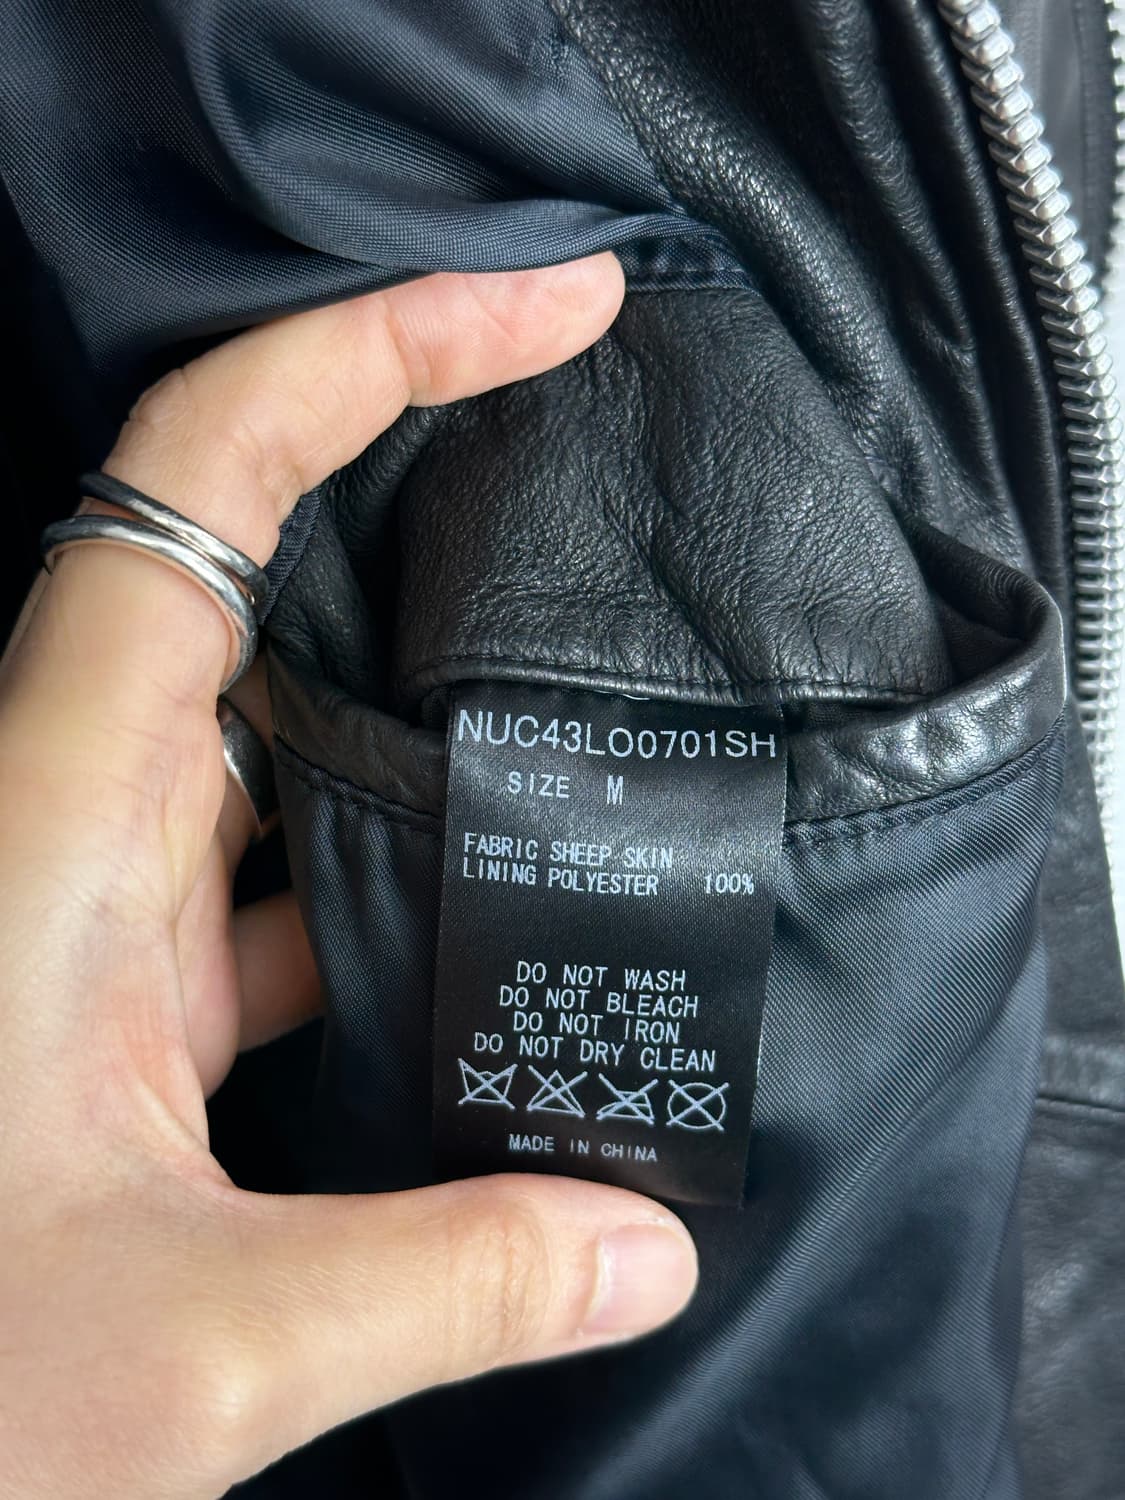 NUC43LO0701SH
SIZE M
FABRIC SHEEP SKIN
LINING POLYESTER 100%
DO NOT WASH
DO NOT BLEACH
DO NOT IRON
DO NOT DRY CLEAN
MADE IN CHINA